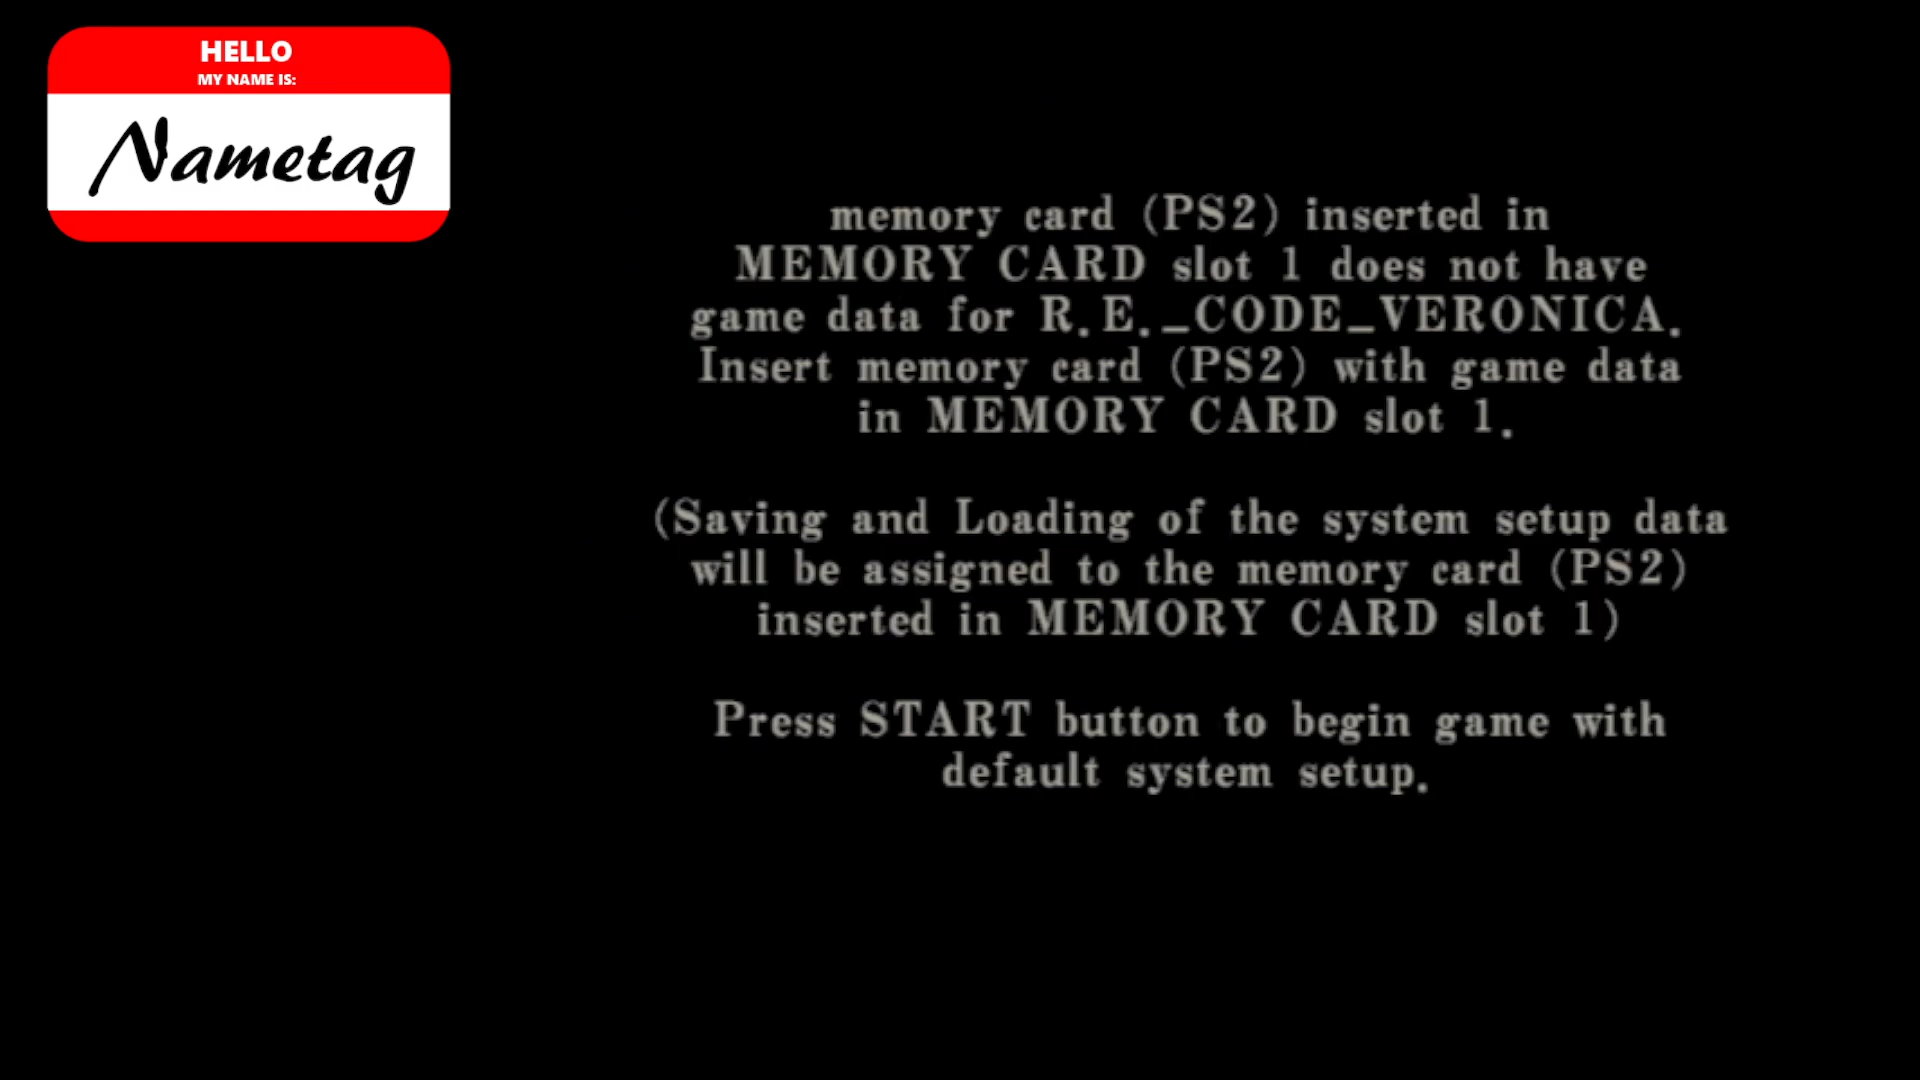 HELLO
MY NAME IS:
Nametag
memory card (PS2) inserted in
MEMORY CARD slot 1 does not have
game data for R.E._CODE_VERONICA.
Insert memory card (PS2) with game data
in MEMORY CARD slot 1.
(Saving and Loading of the system setup data
will be assigned to the memory card (PS2)
inserted in MEMORY CARD slot 1)
Press START button to begin game with
default system setup.